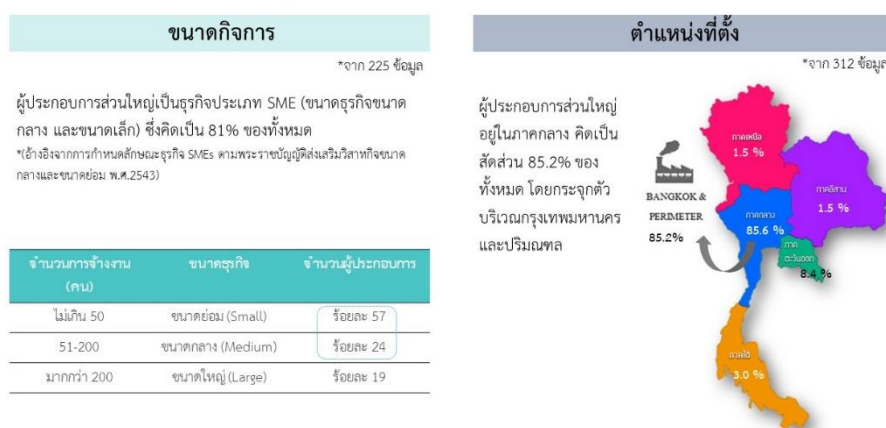 ขนาดกิจการ
*จาก 225 ข้อมูล
ผู้ประกอบการส่วนใหญ่เป็นธุรกิจประเภท SME (ขนาดธุรกิจขนาด
กลาง และขนาดเล็ก) ซึ่งคิดเป็น 81% ของทั้งหมด
*(อ้างอิงจากการกำหนดลักษณะธุรกิจ SMEs ตามพระราชบัญญัติส่งเสริมวิสาหกิจขนาด
กลางและขนาดย่อม พ.ศ.2543)
จำนวนการจ้างงาน
(คน)
ขนาดธุรกิจ
จำนวนผู้ประกอบการ
ไม่เกิน 50 ขนาดย่อม (Small) ร้อยละ 57
51-200 ขนาดกลาง (Medium) ร้อยละ 24
มากกว่า 200 ขนาดใหญ่ (Large) ร้อยละ 19
ตำแหน่งที่ตั้ง
*จาก 312 ข้อมูล
ผู้ประกอบการส่วนใหญ่
อยู่ในภาคกลาง คิดเป็น
สัดส่วน 85.2% ของ
ทั้งหมด โดยกระจุกตัว
บริเวณกรุงเทพมหานคร
และปริมณฑล
BANGKOK &
PERIMETER
85.2%
ภาคเหนือ
1.5 %
ภาคอีสาน
1.5 %
ภาคกลาง
85.6 %
ภาค
ตะวันออก
8.4 %
ภาคใต้
3.0 %